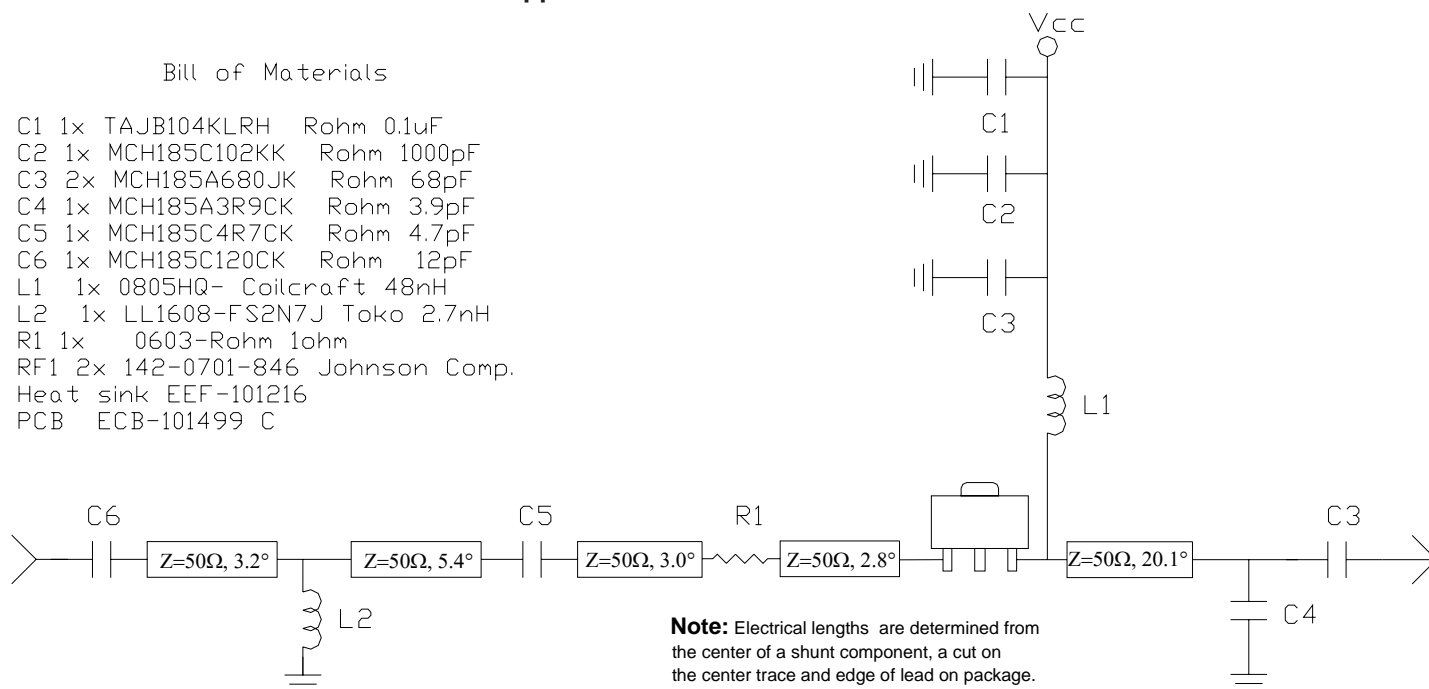 Bill of Materials
C1 1x TAJB104KLRH Rohm 0.1uF
C2 1x MCH185C102KK Rohm 1000pF
C3 2x MCH185A680JK Rohm 68pF
C4 1x MCH185A3R9CK Rohm 3.9pF
C5 1x MCH185C4R7CK Rohm 4.7pF
C6 1x MCH185C120CK Rohm 12pF
L1 1x 0805HQ- Coilcraft 48nH
L2 1x LL1608-FS2N7J Toko 2.7nH
R1 1x 0603-Rohm 1ohm
RF1 2x 142-0701-846 Johnson Comp.
Heat sink EEF-101216
PCB ECB-101499 C
Vcc
C1
C2
C3
L1
C6
C5
R1
C3
Z=50Ω, 3.2°
Z=50Ω, 5.4°
Z=50Ω, 3.0°
Z=50Ω, 2.8°
Z=50Ω, 20.1°
L2
C4
Note: Electrical lengths are determined from
the center of a shunt component, a cut on
the center trace and edge of lead on package.